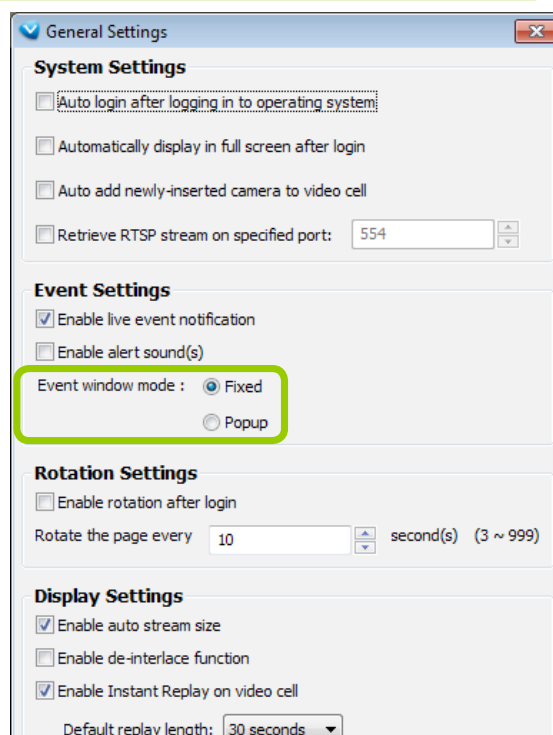 General Settings
System Settings
Auto login after logging in to operating system
Automatically display in full screen after login
Auto add newly-inserted camera to video cell
Retrieve RTSP stream on specified port: 554
Event Settings
Enable live event notification
Enable alert sound(s)
Event window mode : Fixed
Popup
Rotation Settings
Enable rotation after login
Rotate the page every 10 second(s) (3 ~ 999)
Display Settings
Enable auto stream size
Enable de-interlace function
Enable Instant Replay on video cell
Default replay length: 30 seconds